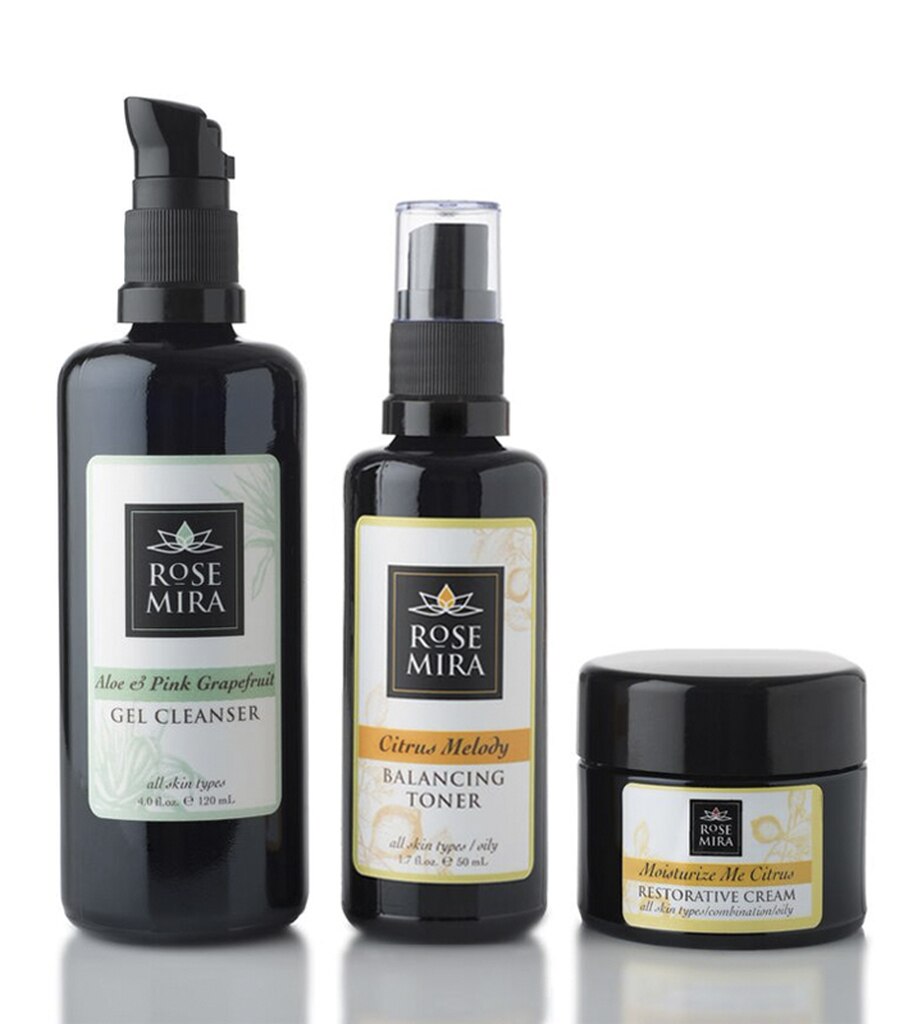 ROSE
MIRA
Aloe & Pink Grapefruit
GEL CLEANSER
all skin types
4.0 fl.oz. ℮ 120 mL
ROSE
MIRA
Citrus Melody
BALANCING
TONER
all skin types / oily
1.7 fl.oz. ℮ 50 mL
ROSE
MIRA
Moisturize Me Citrus
RESTORATIVE CREAM
all skin types/combination/oily